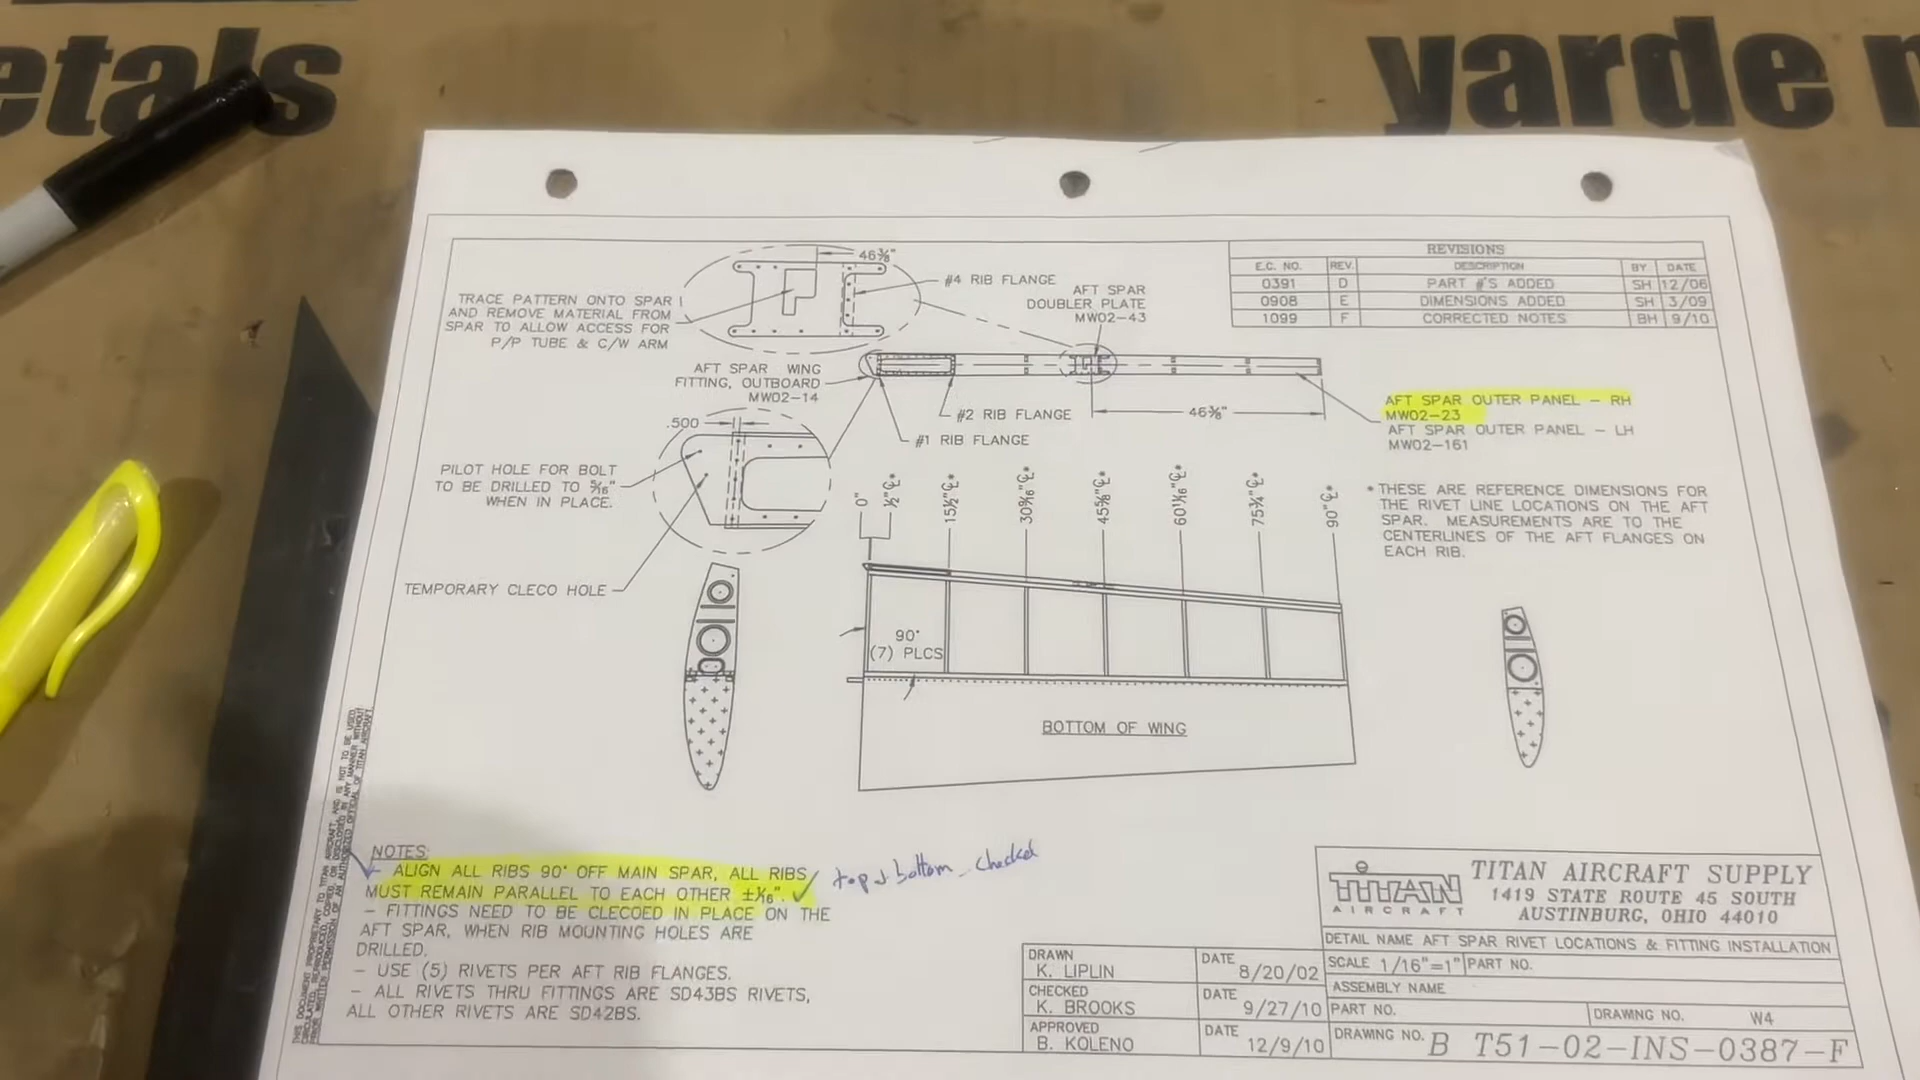 etals
yarde m
REVISIONS
E.C. NO. REV. DESCRIPTION BY DATE
0391 D PART #'S ADDED SH 12/06
0908 E DIMENSIONS ADDED SH 3/09
1099 F CORRECTED NOTES BH 9/10
46⅜"
#4 RIB FLANGE
TRACE PATTERN ONTO SPAR
AND REMOVE MATERIAL FROM
SPAR TO ALLOW ACCESS FOR
P/P TUBE & C/W ARM
AFT SPAR
DOUBLER PLATE
MW02-43
AFT SPAR WING
FITTING, OUTBOARD
MW02-14
#2 RIB FLANGE
#1 RIB FLANGE
46⅜"
AFT SPAR OUTER PANEL - RH
MW02-23
AFT SPAR OUTER PANEL - LH
MW02-161
.500
PILOT HOLE FOR BOLT
TO BE DRILLED TO 5/16"
WHEN IN PLACE.
TEMPORARY CLECO HOLE
0"
½"℄*
15½"℄*
30 9/16"℄*
45⅝"℄*
60 11/16"℄*
75¾"℄*
90"℄*
* THESE ARE REFERENCE DIMENSIONS FOR
THE RIVET LINE LOCATIONS ON THE AFT
SPAR. MEASUREMENTS ARE TO THE
CENTERLINES OF THE AFT FLANGES ON
EACH RIB.
90°
(7) PLCS
BOTTOM OF WING
NOTES:
- ALIGN ALL RIBS 90° OFF MAIN SPAR, ALL RIBS
MUST REMAIN PARALLEL TO EACH OTHER ±1/16". ✓
top & bottom - checked
- FITTINGS NEED TO BE CLECOED IN PLACE ON THE
AFT SPAR, WHEN RIB MOUNTING HOLES ARE
DRILLED.
- USE (5) RIVETS PER AFT RIB FLANGES.
- ALL RIVETS THRU FITTINGS ARE SD43BS RIVETS,
ALL OTHER RIVETS ARE SD42BS.
DRAWN K. LIPLIN DATE 8/20/02
CHECKED K. BROOKS DATE 9/27/10
APPROVED B. KOLENO DATE 12/9/10
TITAN
AIRCRAFT
TITAN AIRCRAFT SUPPLY
1419 STATE ROUTE 45 SOUTH
AUSTINBURG, OHIO 44010
DETAIL NAME AFT SPAR RIVET LOCATIONS & FITTING INSTALLATION
SCALE 1/16"=1" PART NO.
ASSEMBLY NAME
PART NO. DRAWING NO. W4
DRAWING NO. B T51-02-INS-0387-F